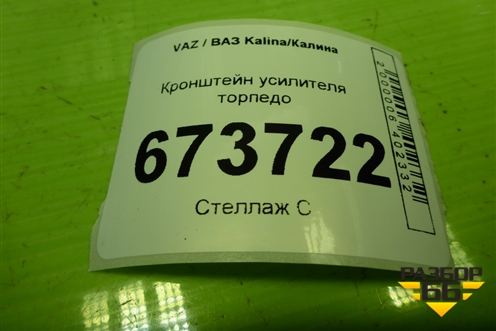 VAZ / ВАЗ Kalina/Калина
Кронштейн усилителя
торпедо
673722
Стеллаж С
2000006402332
РАЗБОР
66